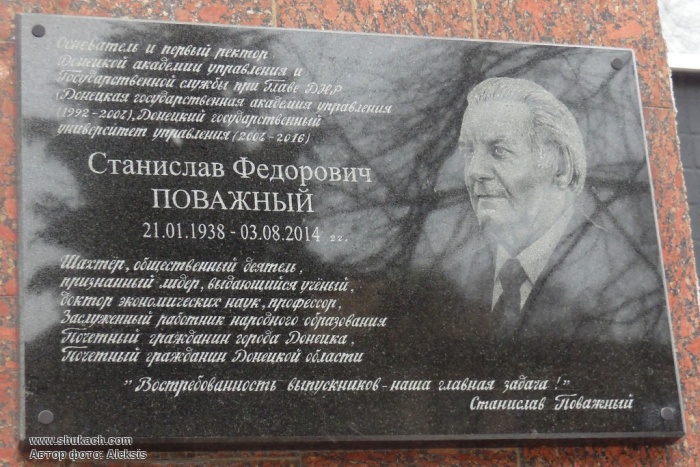 Основатель и первый ректор
Донецкой академии управления и
Государственной службы при Главе ДНР
(Донецкая государственная академия управления
(1992-2004), Донецкий государственный
университет управления (2004-2016)
Станислав Федорович
ПОВАЖНЫЙ
21.01.1938 - 03.08.2014 гг.
Шахтёр, общественный деятель,
признанный лидер, выдающийся учёный,
доктор экономических наук, профессор,
Заслуженный работник народного образования
Почетный гражданин города Донецка,
Почетный гражданин Донецкой области
"Востребованность выпускников - наша главная задача!"
Станислав Поважный
www.shukach.com
Автор фото: Aleksis